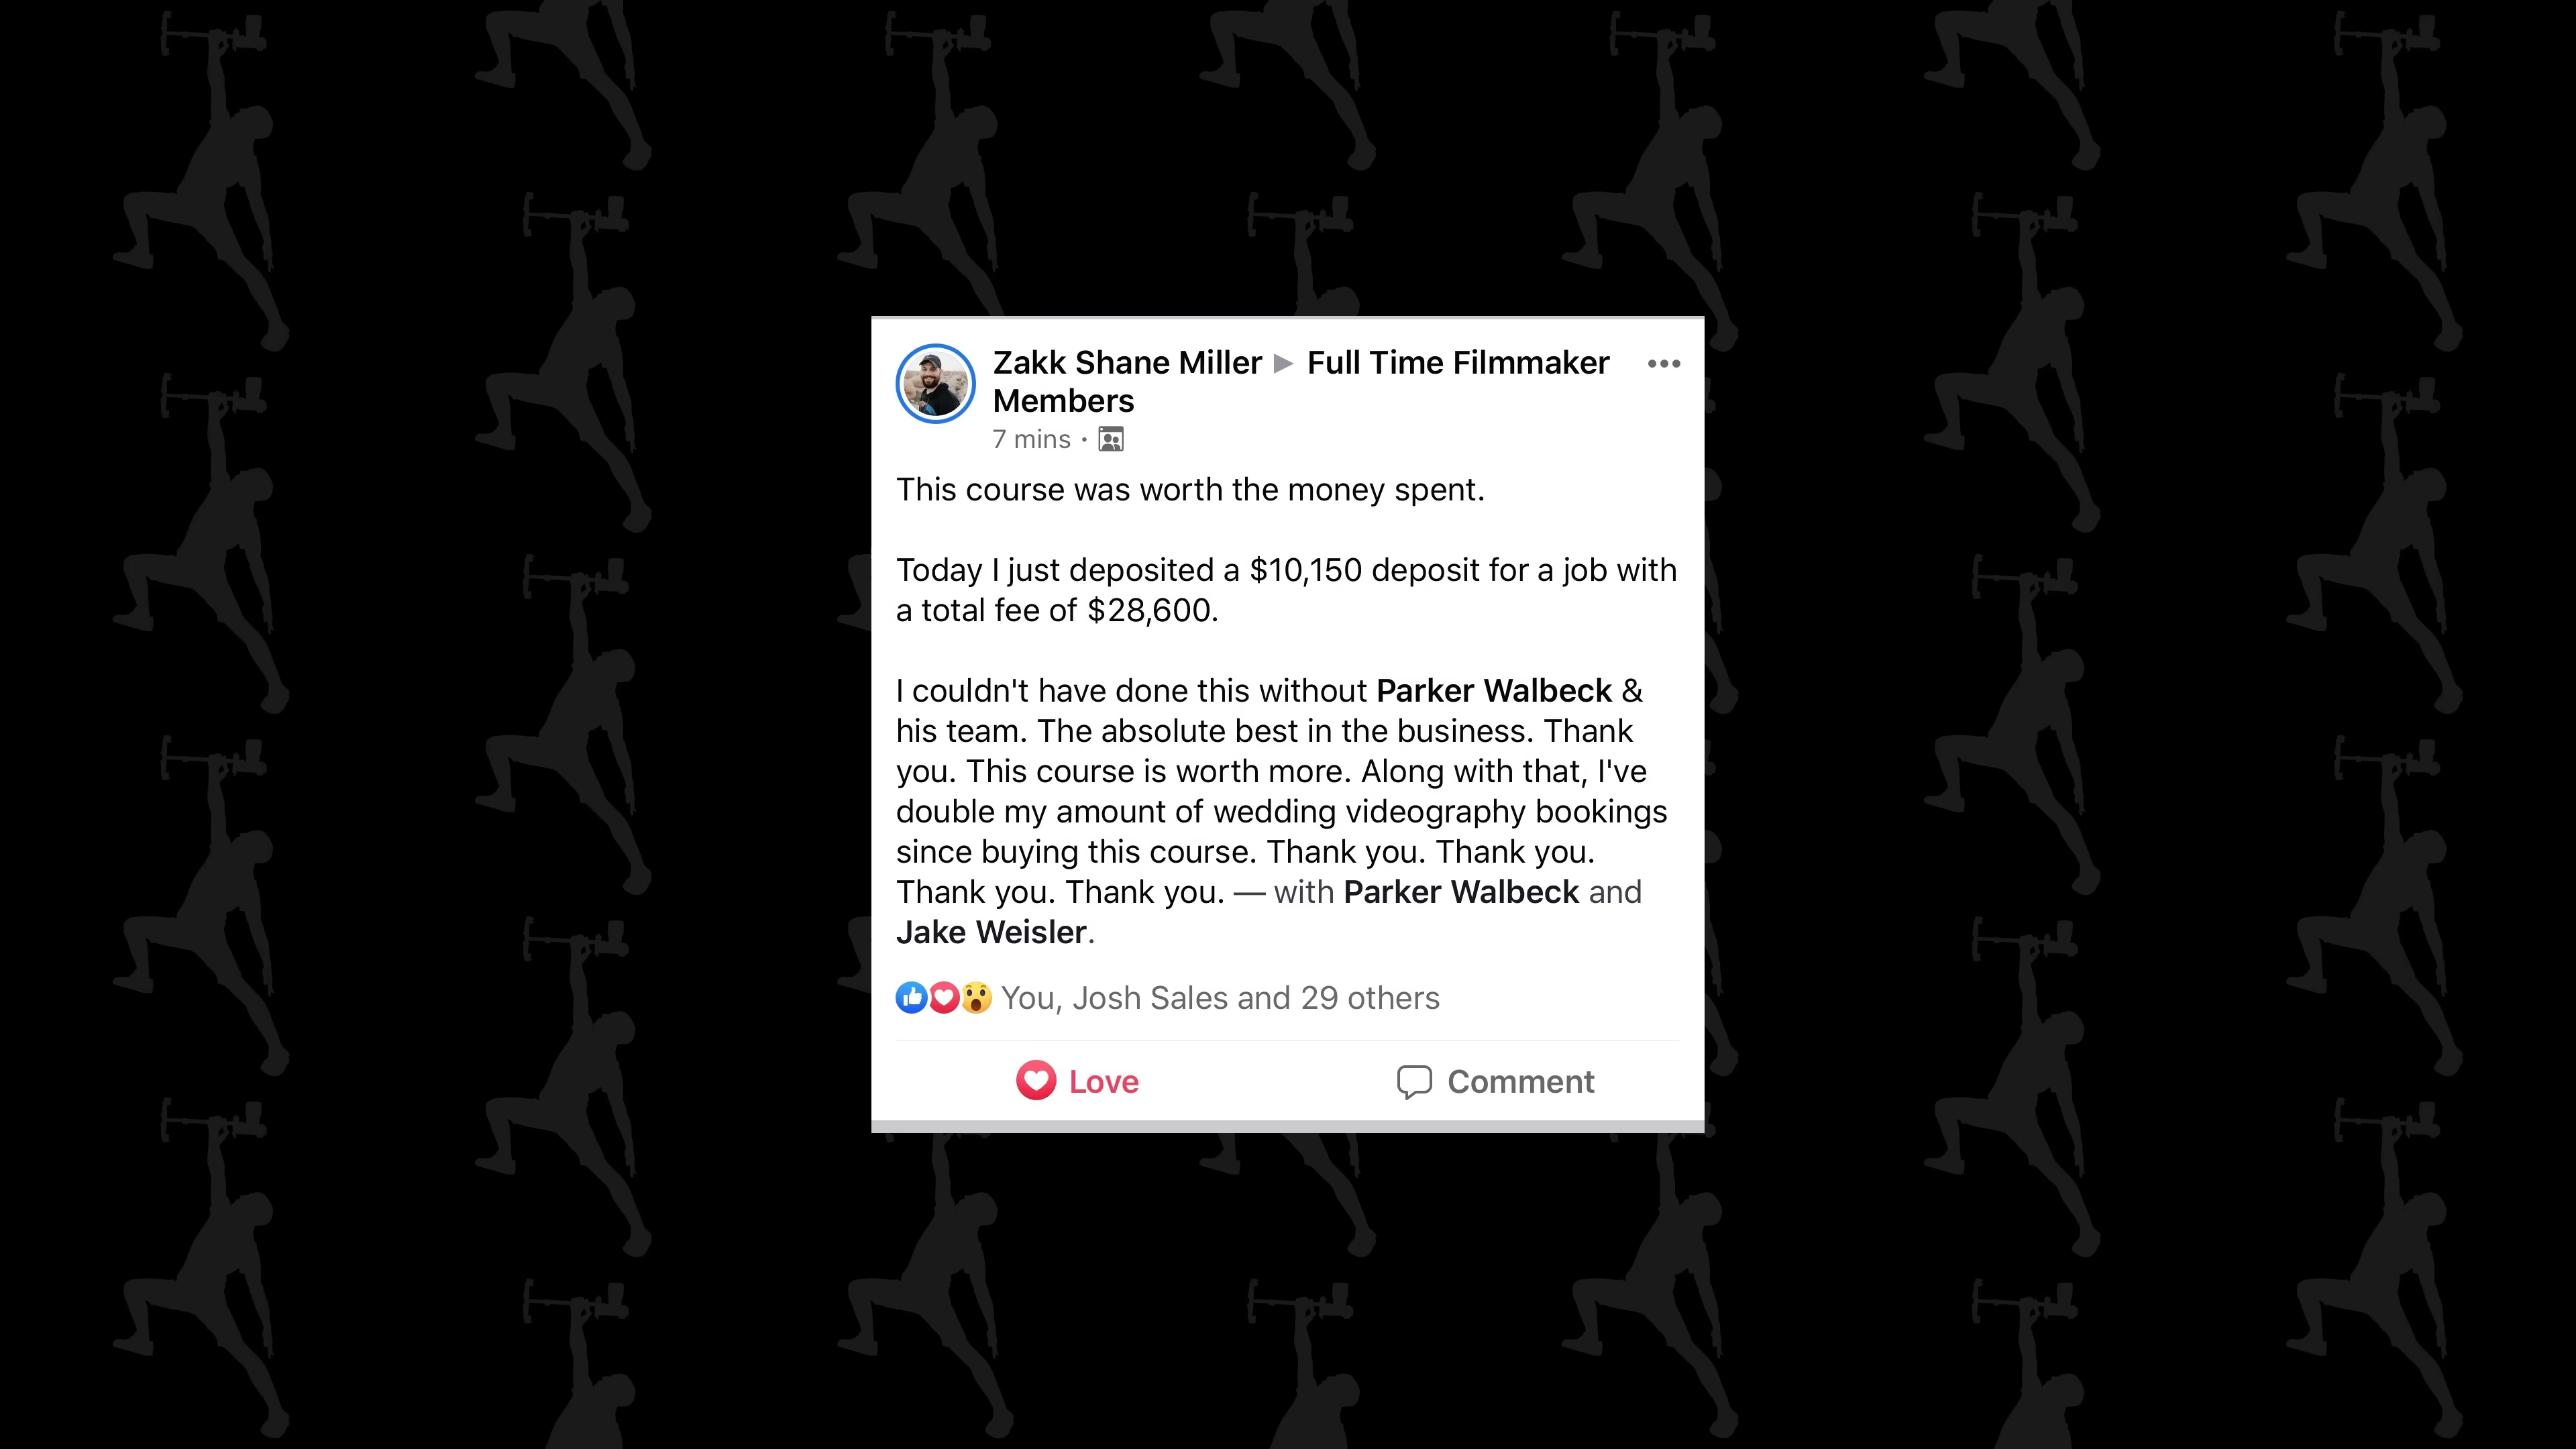 Zakk Shane Miller ▶ Full Time Filmmaker
Members
7 mins ·
This course was worth the money spent.
Today I just deposited a $10,150 deposit for a job with
a total fee of $28,600.
I couldn't have done this without Parker Walbeck &
his team. The absolute best in the business. Thank
you. This course is worth more. Along with that, I've
double my amount of wedding videography bookings
since buying this course. Thank you. Thank you.
Thank you. Thank you. — with Parker Walbeck and
Jake Weisler.
You, Josh Sales and 29 others
Love
Comment